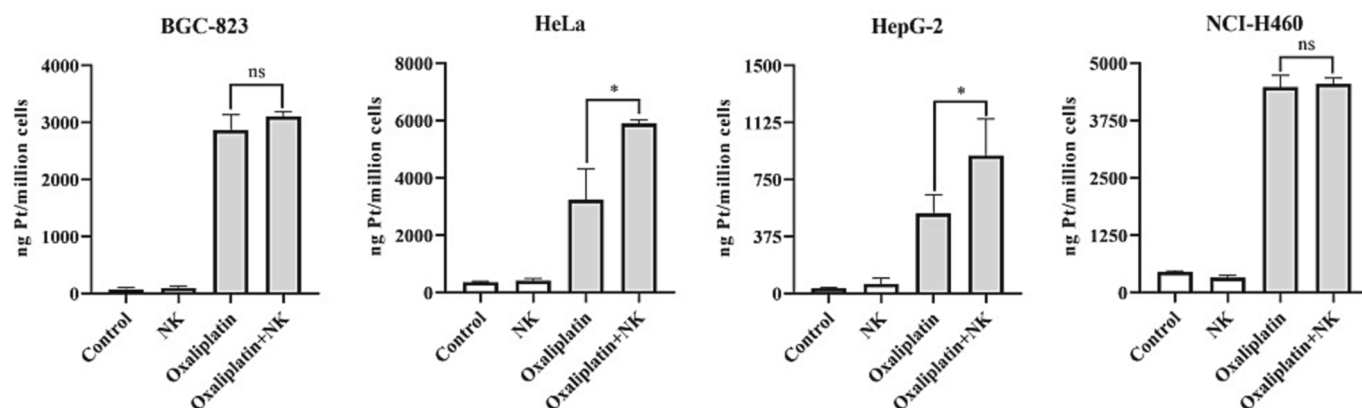 BGC-823
ng Pt/million cells
4000
3000
2000
1000
0
ns
Control
NK
Oxaliplatin
Oxaliplatin+NK
HeLa
ng Pt/million cells
8000
6000
4000
2000
0
*
Control
NK
Oxaliplatin
Oxaliplatin+NK
HepG-2
ng Pt/million cells
1500
1125
750
375
0
*
Control
NK
Oxaliplatin
Oxaliplatin+NK
NCI-H460
ng Pt/million cells
5000
3750
2500
1250
0
ns
Control
NK
Oxaliplatin
Oxaliplatin+NK